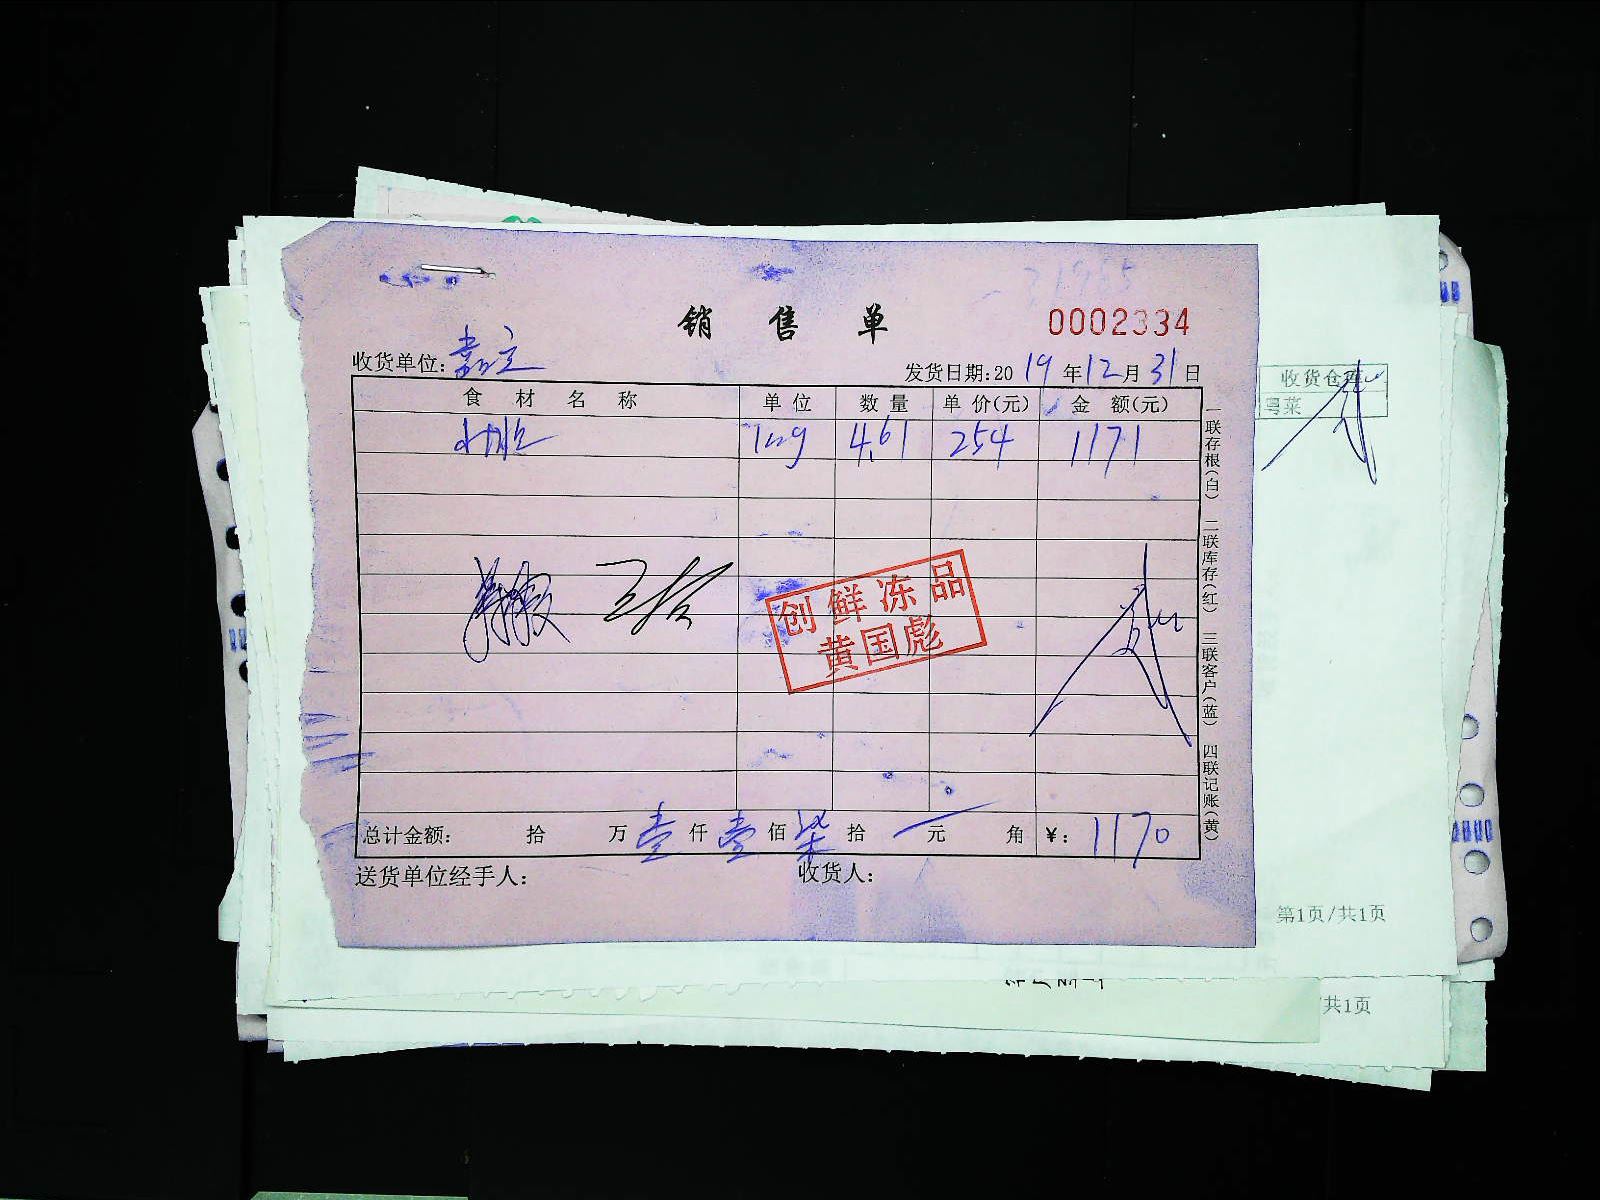 销售单
0002334
收货单位:
发货日期:2019年12月31日
收货仓库
粤菜
食材名称 单位 数量 单价(元) 金额(元)
4.61 254 1171
创鲜冻品
黄国彪
一联存根(白) 二联库存(红) 三联客户(蓝) 四联记账(黄)
总计金额: 拾 万壹仟壹佰柒拾 元 角 ¥:1170
送货单位经手人: 收货人:
第1页/共1页
/共1页